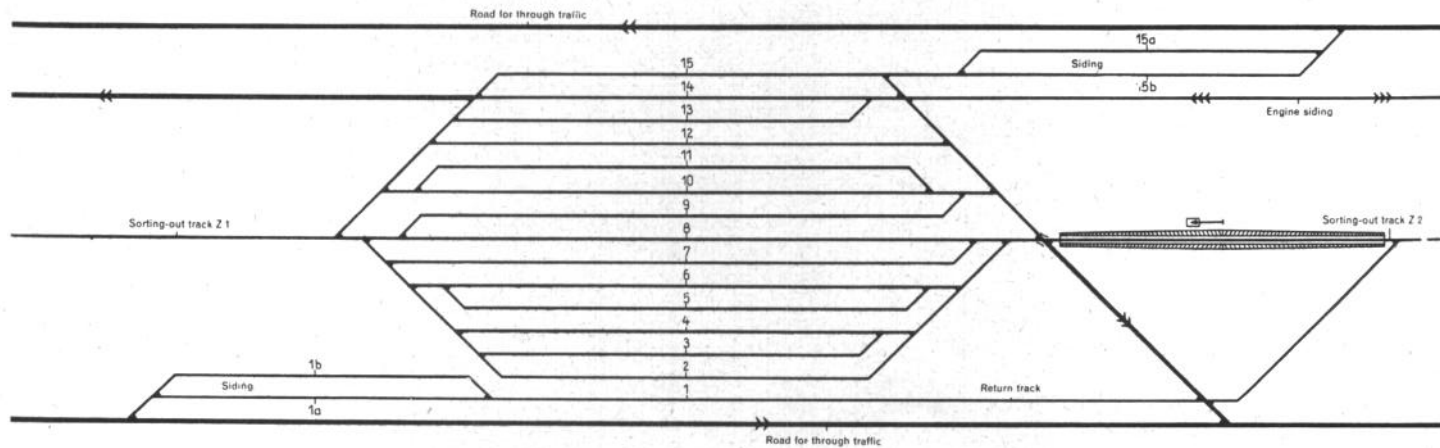 Road for through traffic
15a
Siding
15
14
5b
13
Engine siding
12
11
10
9
Sorting-out track Z 1
8
Sorting-out track Z 2
7
6
5
4
3
1b
2
Siding
Return track
1
1a
Road for through traffic